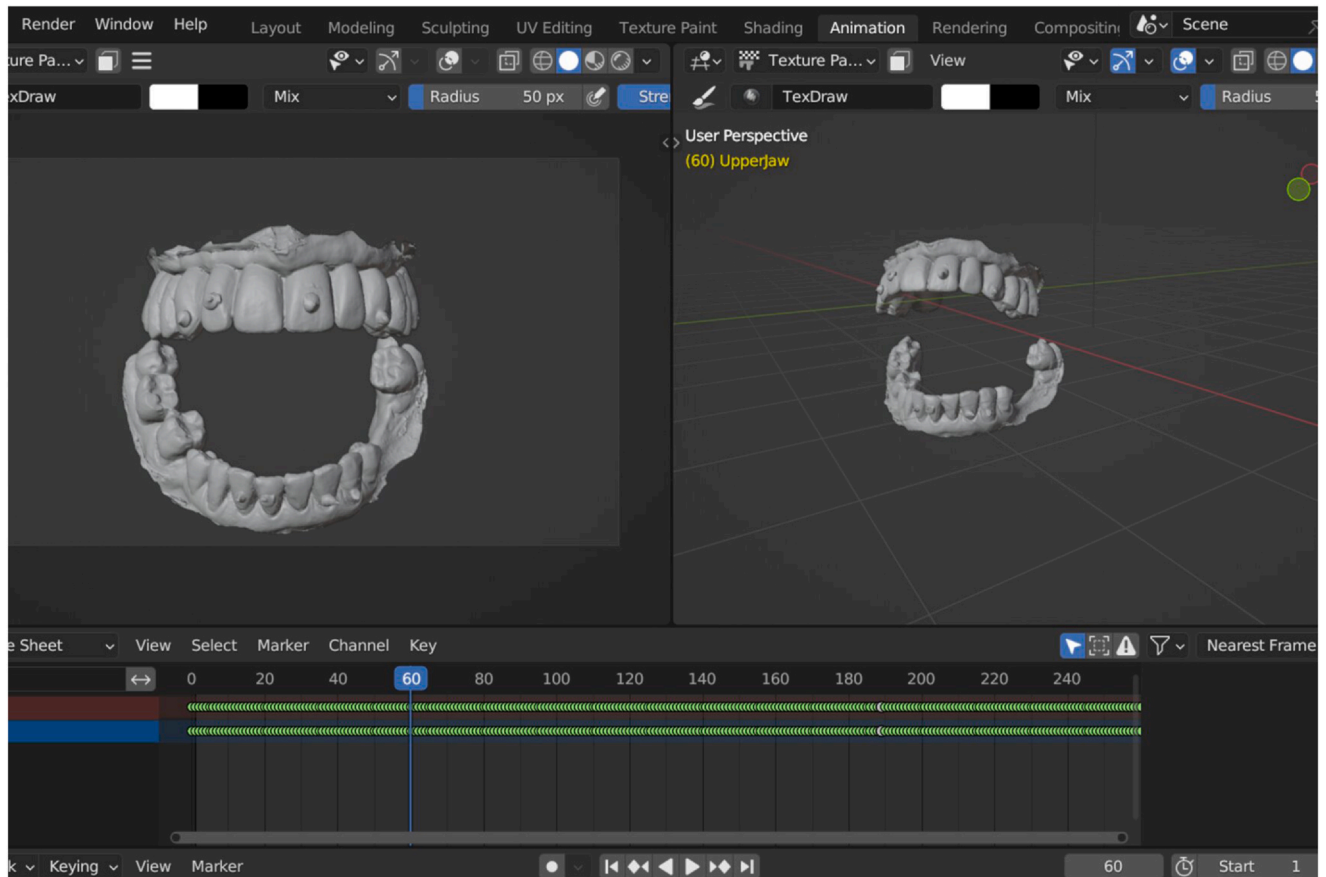 Render Window Help Layout Modeling Sculpting UV Editing Texture Paint Shading Animation Rendering Compositing Scene
ure Pa... Texture Pa... View
xDraw Mix Radius 50 px Stre TexDraw Mix Radius 5
User Perspective
(60) UpperJaw
e Sheet View Select Marker Channel Key Nearest Frame
0 20 40 60 80 100 120 140 160 180 200 220 240
k Keying View Marker 60 Start 1